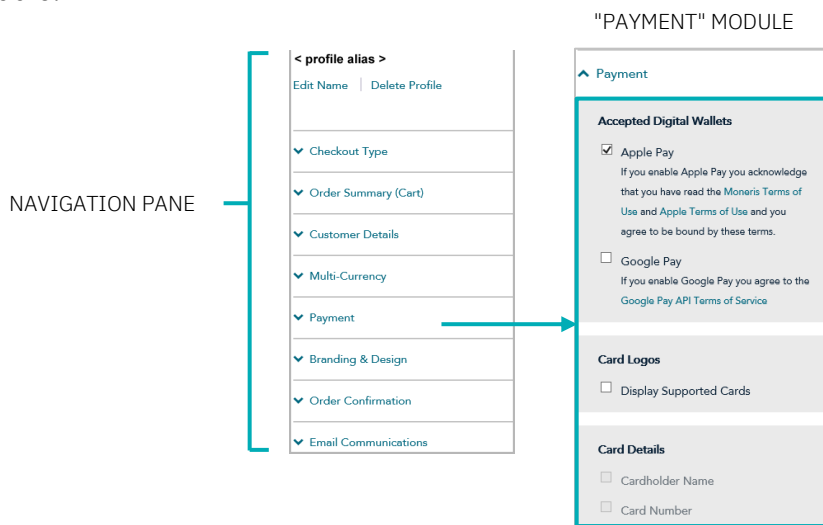 "PAYMENT" MODULE
< profile alias >
Edit Name | Delete Profile
Checkout Type
Order Summary (Cart)
Customer Details
Multi-Currency
Payment
Branding & Design
Order Confirmation
Email Communications
NAVIGATION PANE
Payment
Accepted Digital Wallets
Apple Pay
If you enable Apple Pay you acknowledge
that you have read the Moneris Terms of
Use and Apple Terms of Use and you
agree to be bound by these terms.
Google Pay
If you enable Google Pay you agree to the
Google Pay API Terms of Service
Card Logos
Display Supported Cards
Card Details
Cardholder Name
Card Number